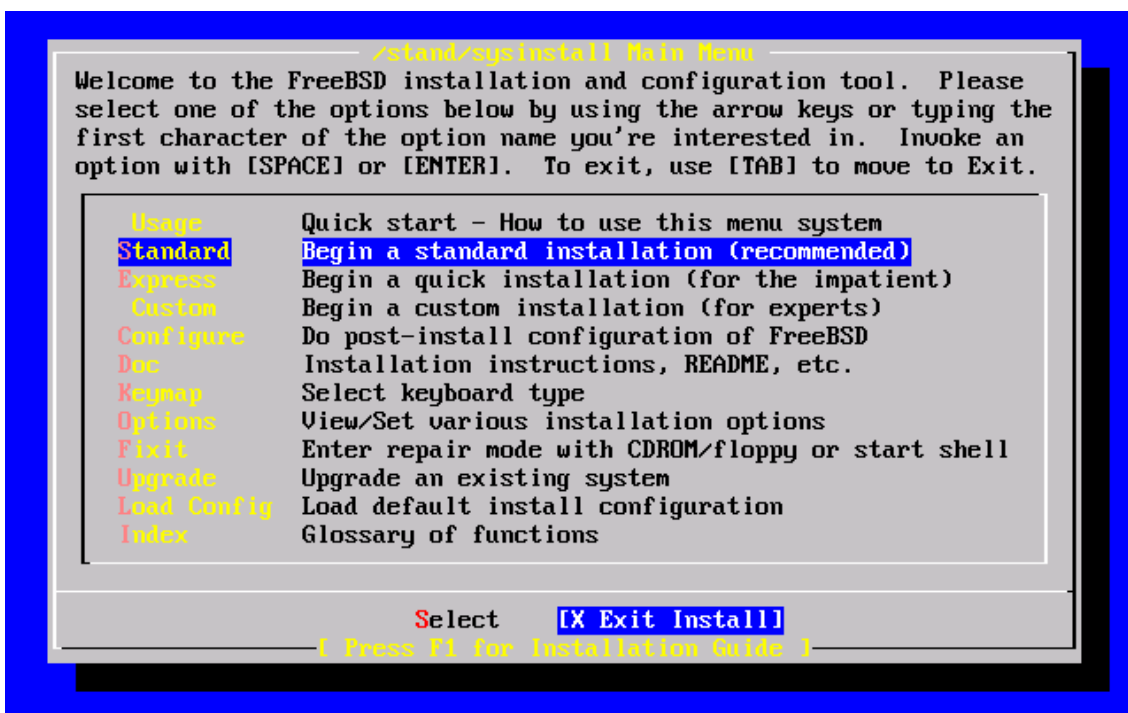 /stand/sysinstall Main Menu
Welcome to the FreeBSD installation and configuration tool.  Please
select one of the options below by using the arrow keys or typing the
first character of the option name you're interested in.  Invoke an
option with [SPACE] or [ENTER].  To exit, use [TAB] to move to Exit.
Usage Quick start - How to use this menu system
Standard Begin a standard installation (recommended)
Express Begin a quick installation (for the impatient)
Custom Begin a custom installation (for experts)
Configure Do post-install configuration of FreeBSD
Doc Installation instructions, README, etc.
Keymap Select keyboard type
Options View/Set various installation options
Fixit Enter repair mode with CDROM/floppy or start shell
Upgrade Upgrade an existing system
Load Config Load default install configuration
Index Glossary of functions
Select [X Exit Install]
[ Press F1 for Installation Guide ]